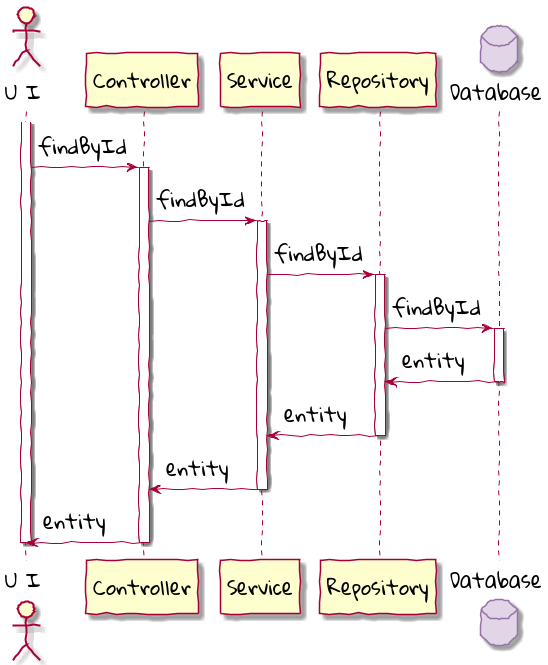 U I
Controller
Service
Repository
Database
findById
findById
findById
findById
entity
entity
entity
entity
U I
Controller
Service
Repository
Database